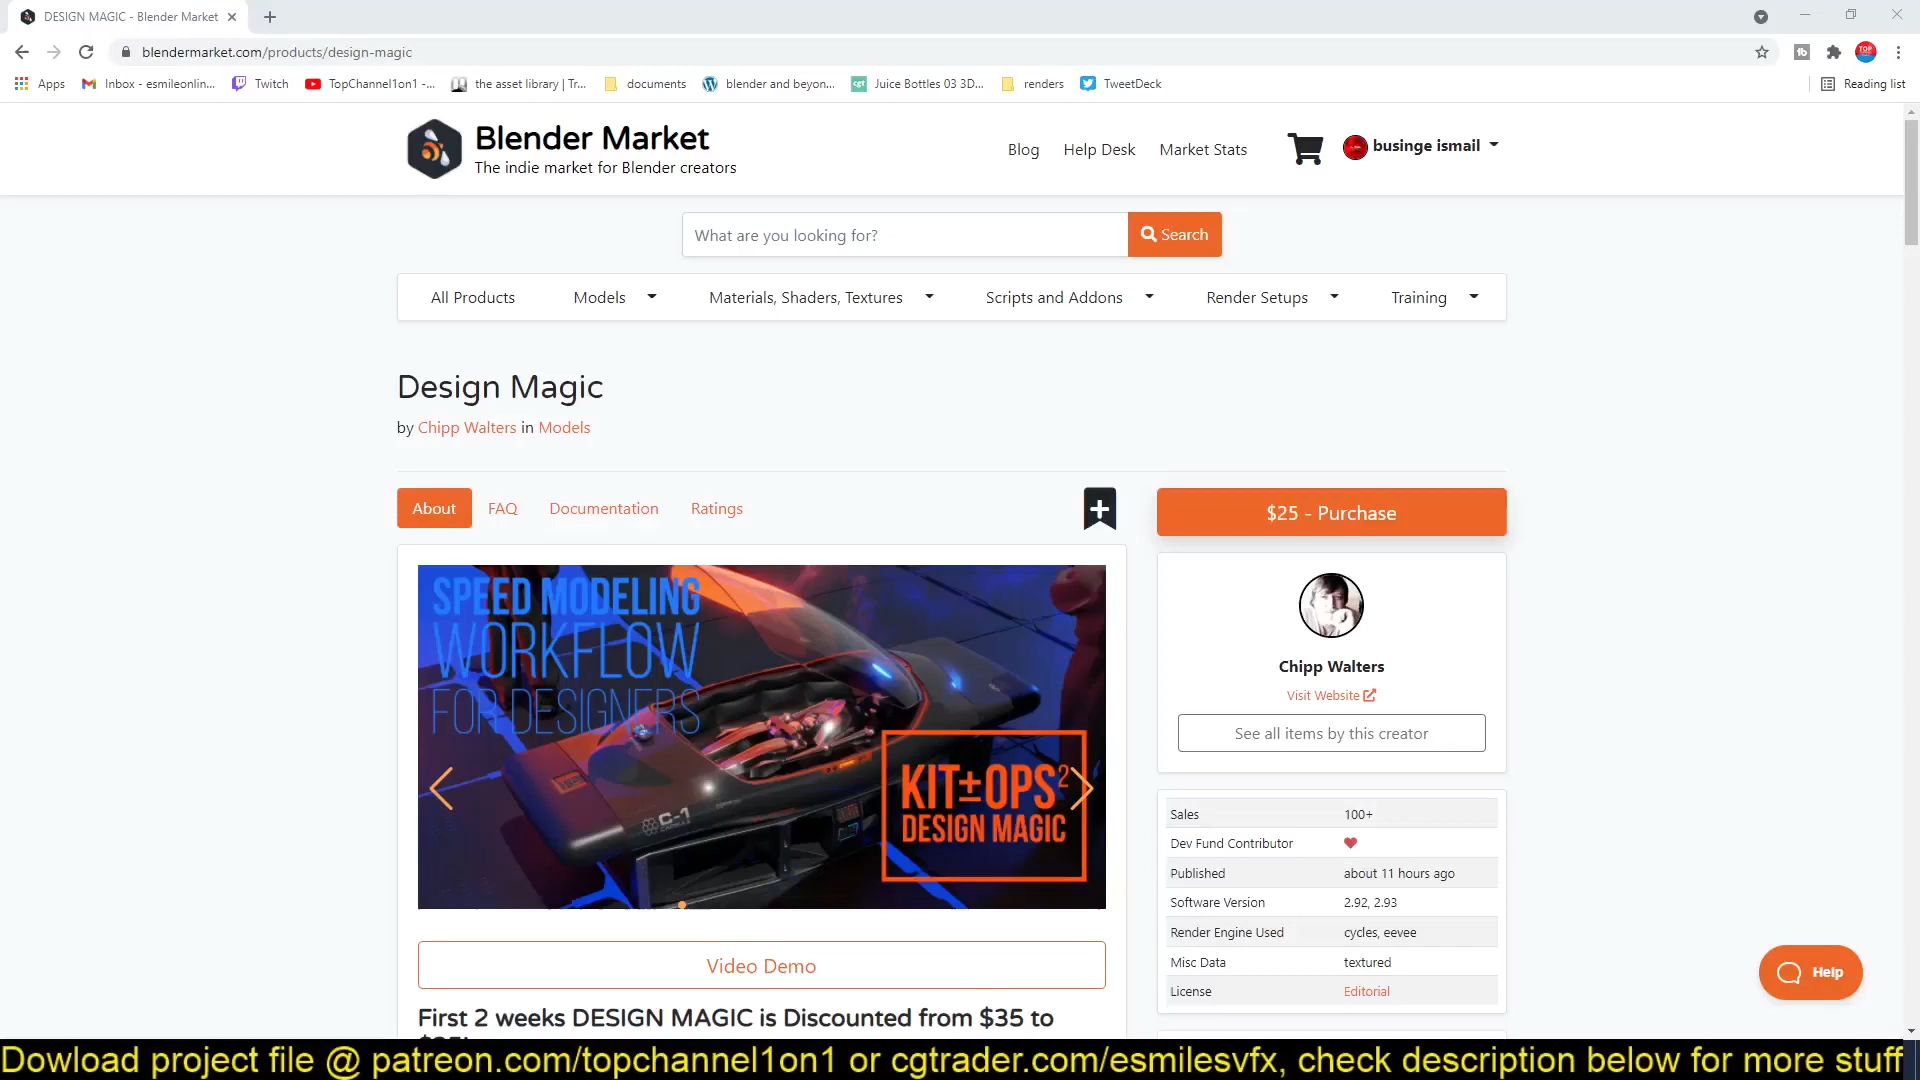 DESIGN MAGIC - Blender Market
blendermarket.com/products/design-magic
Apps
Inbox - esmileonlin...
Twitch
TopChannel1on1 -...
the asset library | Tr...
documents
blender and beyon...
cgt
Juice Bottles 03 3D...
renders
TweetDeck
Reading list
Blender Market
The indie market for Blender creators
Blog
Help Desk
Market Stats
businge ismail
What are you looking for?
Search
All Products
Models
Materials, Shaders, Textures
Scripts and Addons
Render Setups
Training
Design Magic
by Chipp Walters in Models
About
FAQ
Documentation
Ratings
$25 - Purchase
SPEED MODELING
WORKFLOW
FOR DESIGNERS
C-1
KIT±OPS²
DESIGN MAGIC
Chipp Walters
Visit Website
See all items by this creator
Sales 100+
Dev Fund Contributor
Published about 11 hours ago
Software Version 2.92, 2.93
Render Engine Used cycles, eevee
Misc Data textured
License Editorial
Video Demo
First 2 weeks DESIGN MAGIC is Discounted from $35 to
Help
Dowload project file @ patreon.com/topchannel1on1 or cgtrader.com/esmilesvfx, check description below for more stuff